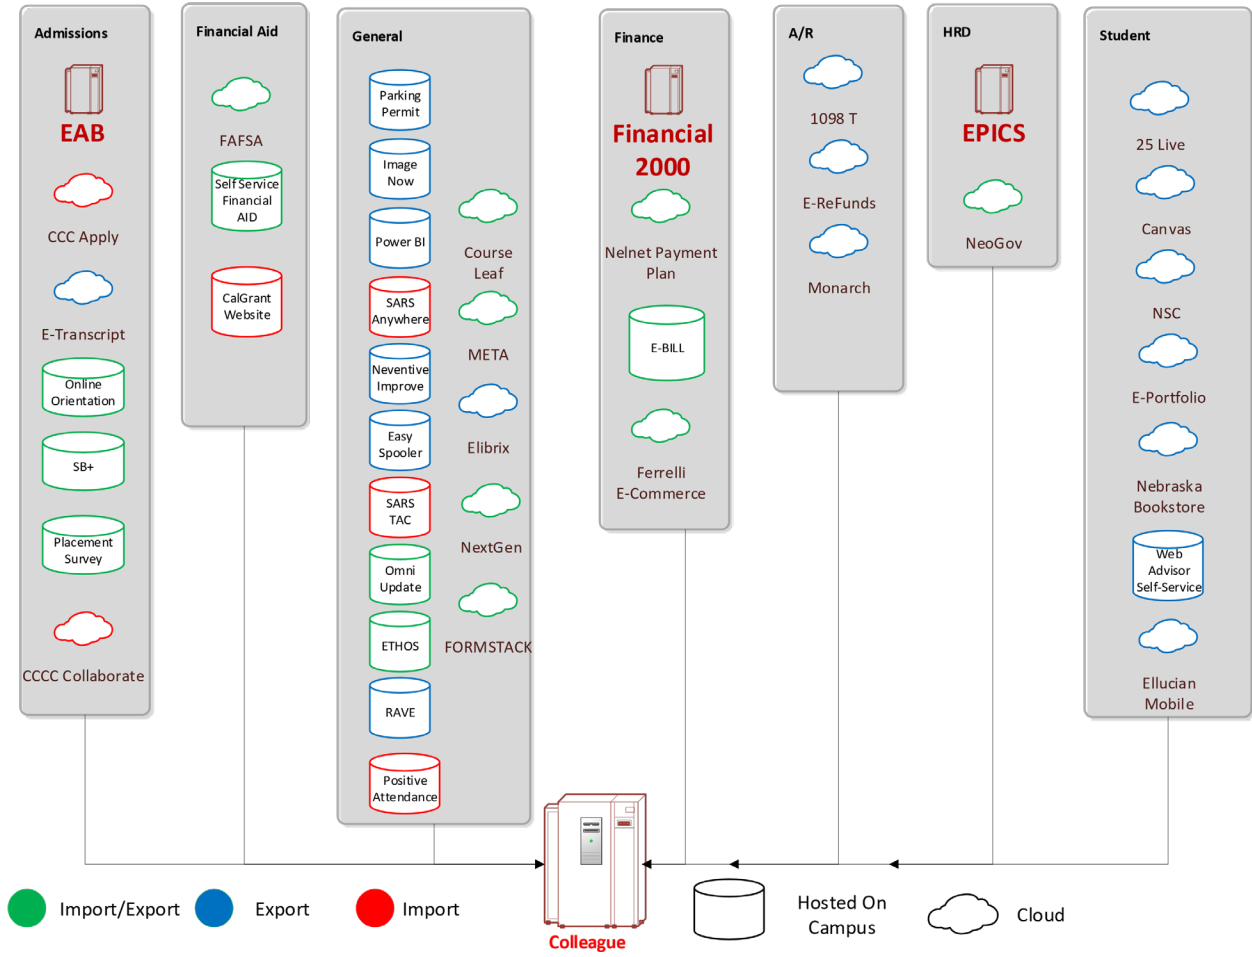 Admissions
EAB
CCC Apply
E-Transcript
Online
Orientation
SB+
Placement
Survey
CCCC Collaborate
Financial Aid
FAFSA
Self Service
Financial
AID
CalGrant
Website
General
Parking
Permit
Image
Now
Power BI
SARS
Anywhere
Neventive
Improve
Easy
Spooler
SARS
TAC
Omni
Update
ETHOS
RAVE
Positive
Attendance
Course
Leaf
META
Elibrix
NextGen
FORMSTACK
Finance
Financial
2000
Nelnet Payment
Plan
E-BILL
Ferrelli
E-Commerce
A/R
1098 T
E-ReFunds
Monarch
HRD
EPICS
NeoGov
Student
25 Live
Canvas
NSC
E-Portfolio
Nebraska
Bookstore
Web
Advisor
Self-Service
Ellucian
Mobile
Import/Export
Export
Import
Colleague
Hosted On
Campus
Cloud